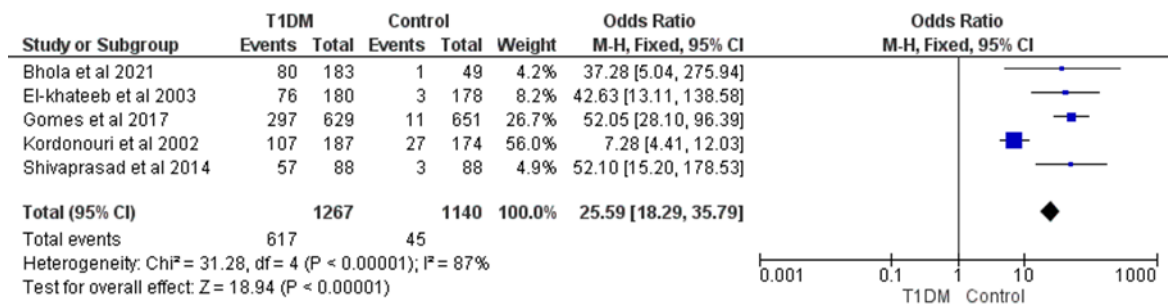 T1DM Control Odds Ratio Odds Ratio
Study or Subgroup Events Total Events Total Weight M-H, Fixed, 95% CI M-H, Fixed, 95% CI
Bhola et al 2021 80 183 1 49 4.2% 37.28 [5.04, 275.94]
El-khateeb et al 2003 76 180 3 178 8.2% 42.63 [13.11, 138.58]
Gomes et al 2017 297 629 11 651 26.7% 52.05 [28.10, 96.39]
Kordonouri et al 2002 107 187 27 174 56.0% 7.28 [4.41, 12.03]
Shivaprasad et al 2014 57 88 3 88 4.9% 52.10 [15.20, 178.53]
Total (95% CI) 1267 1140 100.0% 25.59 [18.29, 35.79]
Total events 617 45
Heterogeneity: Chi² = 31.28, df = 4 (P < 0.00001); I² = 87%
Test for overall effect: Z = 18.94 (P < 0.00001)
0.001 0.1 1 10 1000
T1DM Control